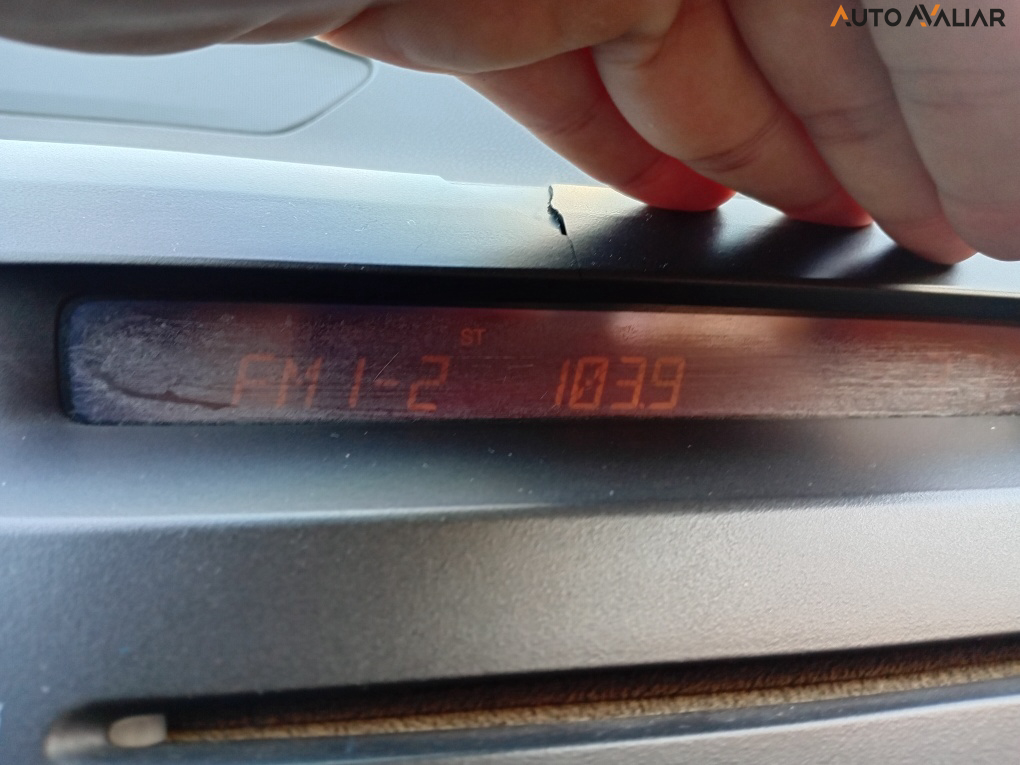 AUTO AVALIAR
ST
FM 1-2 103.9